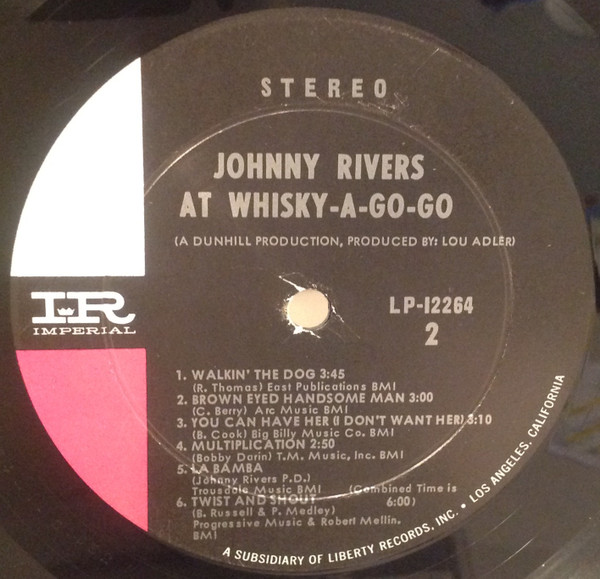 STEREO
JOHNNY RIVERS
AT WHISKY-A-GO-GO
(A DUNHILL PRODUCTION, PRODUCED BY: LOU ADLER)
IR
IMPERIAL
LP-12264
2
1. WALKIN' THE DOG 3:45
(R. Thomas) East Publications BMI
2. BROWN EYED HANDSOME MAN 3:00
(C. Berry) Arc Music BMI
3. YOU CAN HAVE HER (I DON'T WANT HER) 3:10
(B. Cook) Big Billy Music Co. BMI
4. MULTIPLICATION 2:50
(Bobby Darin) T.M. Music, Inc. BMI
5. LA BAMBA
(Johnny Rivers P.D.)
Trousdale Music BMI (Combined Time is
6. TWIST AND SHOUT 6:00)
(B. Russell & P. Medley)
Progressive Music & Robert Mellin.
BMI
A SUBSIDIARY OF LIBERTY RECORDS, INC. • LOS ANGELES, CALIFORNIA